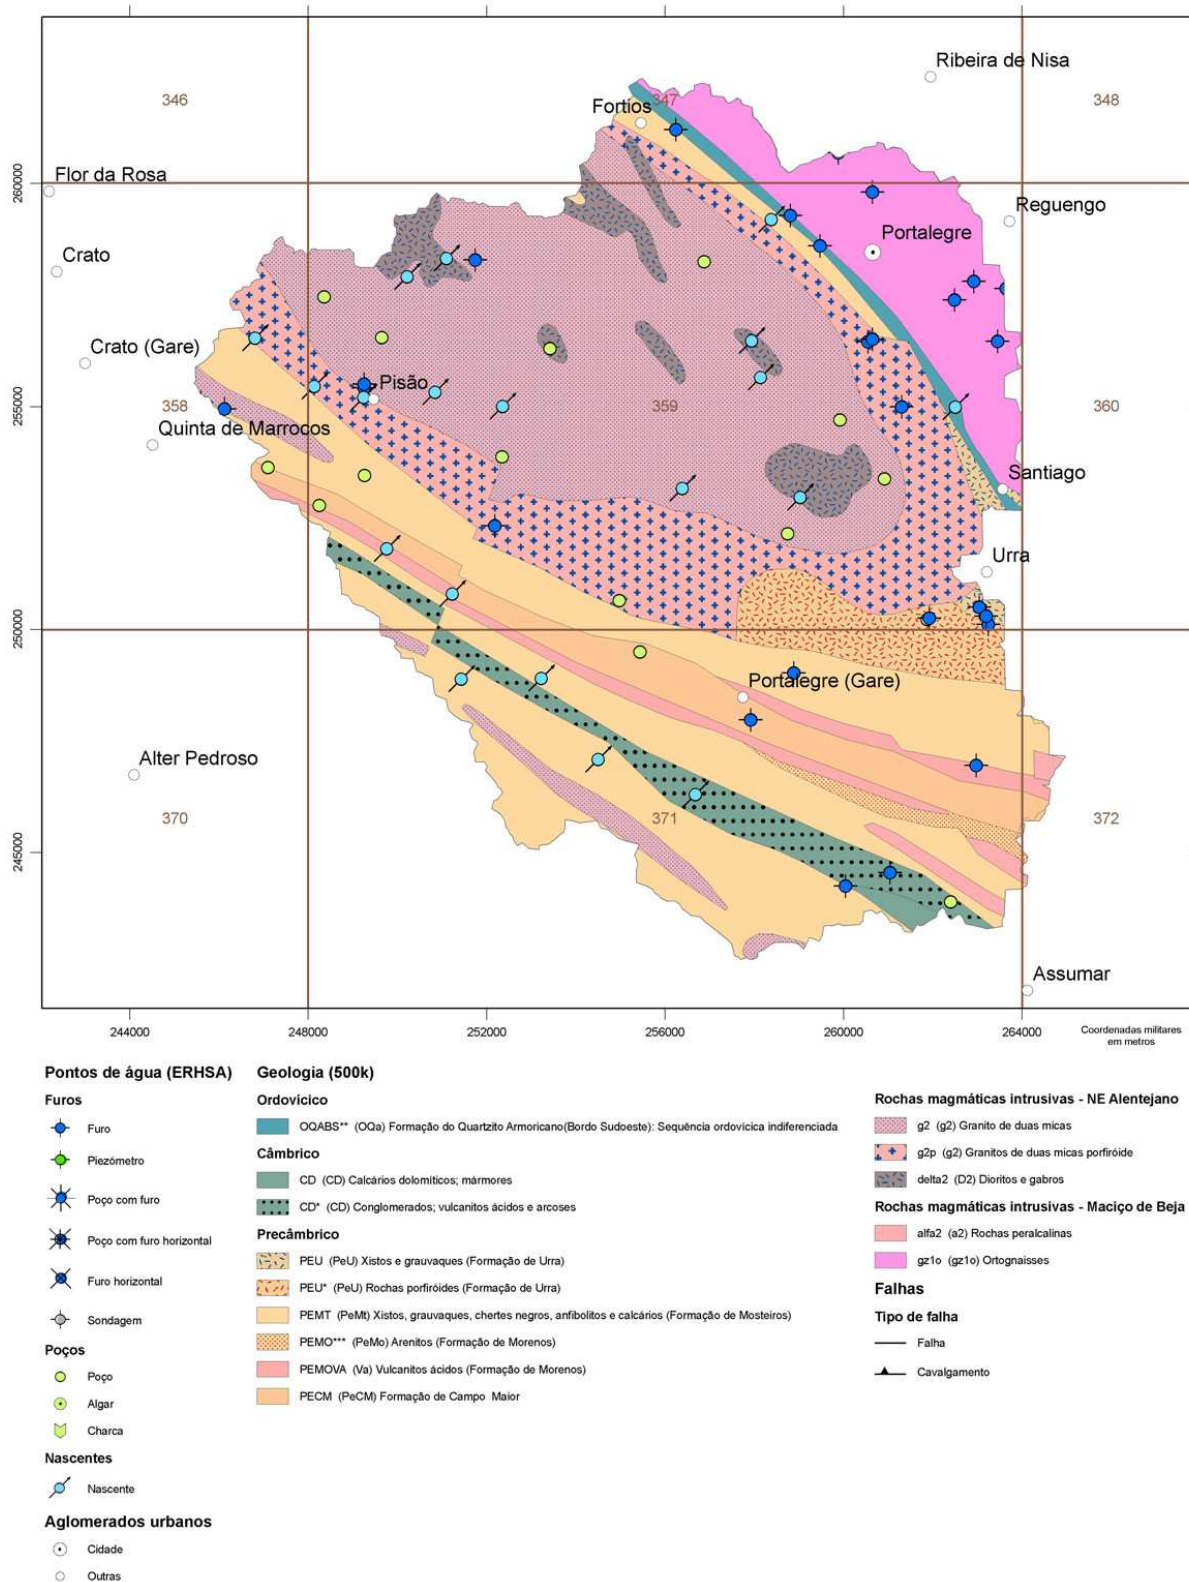 Ribeira de Nisa
346
347
348
Fortios
260000
Flor da Rosa
Reguengo
Portalegre
Crato
Crato (Gare)
Pisão
255000
358
359
360
Quinta de Marrocos
Santiago
Urra
250000
Portalegre (Gare)
Alter Pedroso
370
371
372
245000
Assumar
244000
248000
252000
256000
260000
264000
Coordenadas militares
em metros
Pontos de água (ERHSA)
Furos
Furo
Piezómetro
Poço com furo
Poço com furo horizontal
Furo horizontal
Sondagem
Poços
Poço
Algar
Charca
Nascentes
Nascente
Aglomerados urbanos
Cidade
Outras
Geologia (500k)
Ordovícico
OQABS** (OQa) Formação do Quartzito Armoricano(Bordo Sudoeste): Sequência ordovícica indiferenciada
Câmbrico
CD (CD) Calcários dolomíticos; mármores
CD* (CD) Conglomerados; vulcanitos ácidos e arcoses
Precâmbrico
PEU (PeU) Xistos e grauvaques (Formação de Urra)
PEU* (PeU) Rochas porfiróides (Formação de Urra)
PEMT (PeMt) Xistos, grauvaques, chertes negros, anfibolitos e calcários (Formação de Mosteiros)
PEMO*** (PeMo) Arenitos (Formação de Morenos)
PEMOVA (Va) Vulcanitos ácidos (Formação de Morenos)
PECM (PeCM) Formação de Campo Maior
Rochas magmáticas intrusivas - NE Alentejano
g2 (g2) Granito de duas micas
g2p (g2) Granitos de duas micas porfiróide
delta2 (D2) Dioritos e gabros
Rochas magmáticas intrusivas - Maciço de Beja
alfa2 (a2) Rochas peralcalinas
gz1o (gz1o) Ortognaisses
Falhas
Tipo de falha
Falha
Cavalgamento